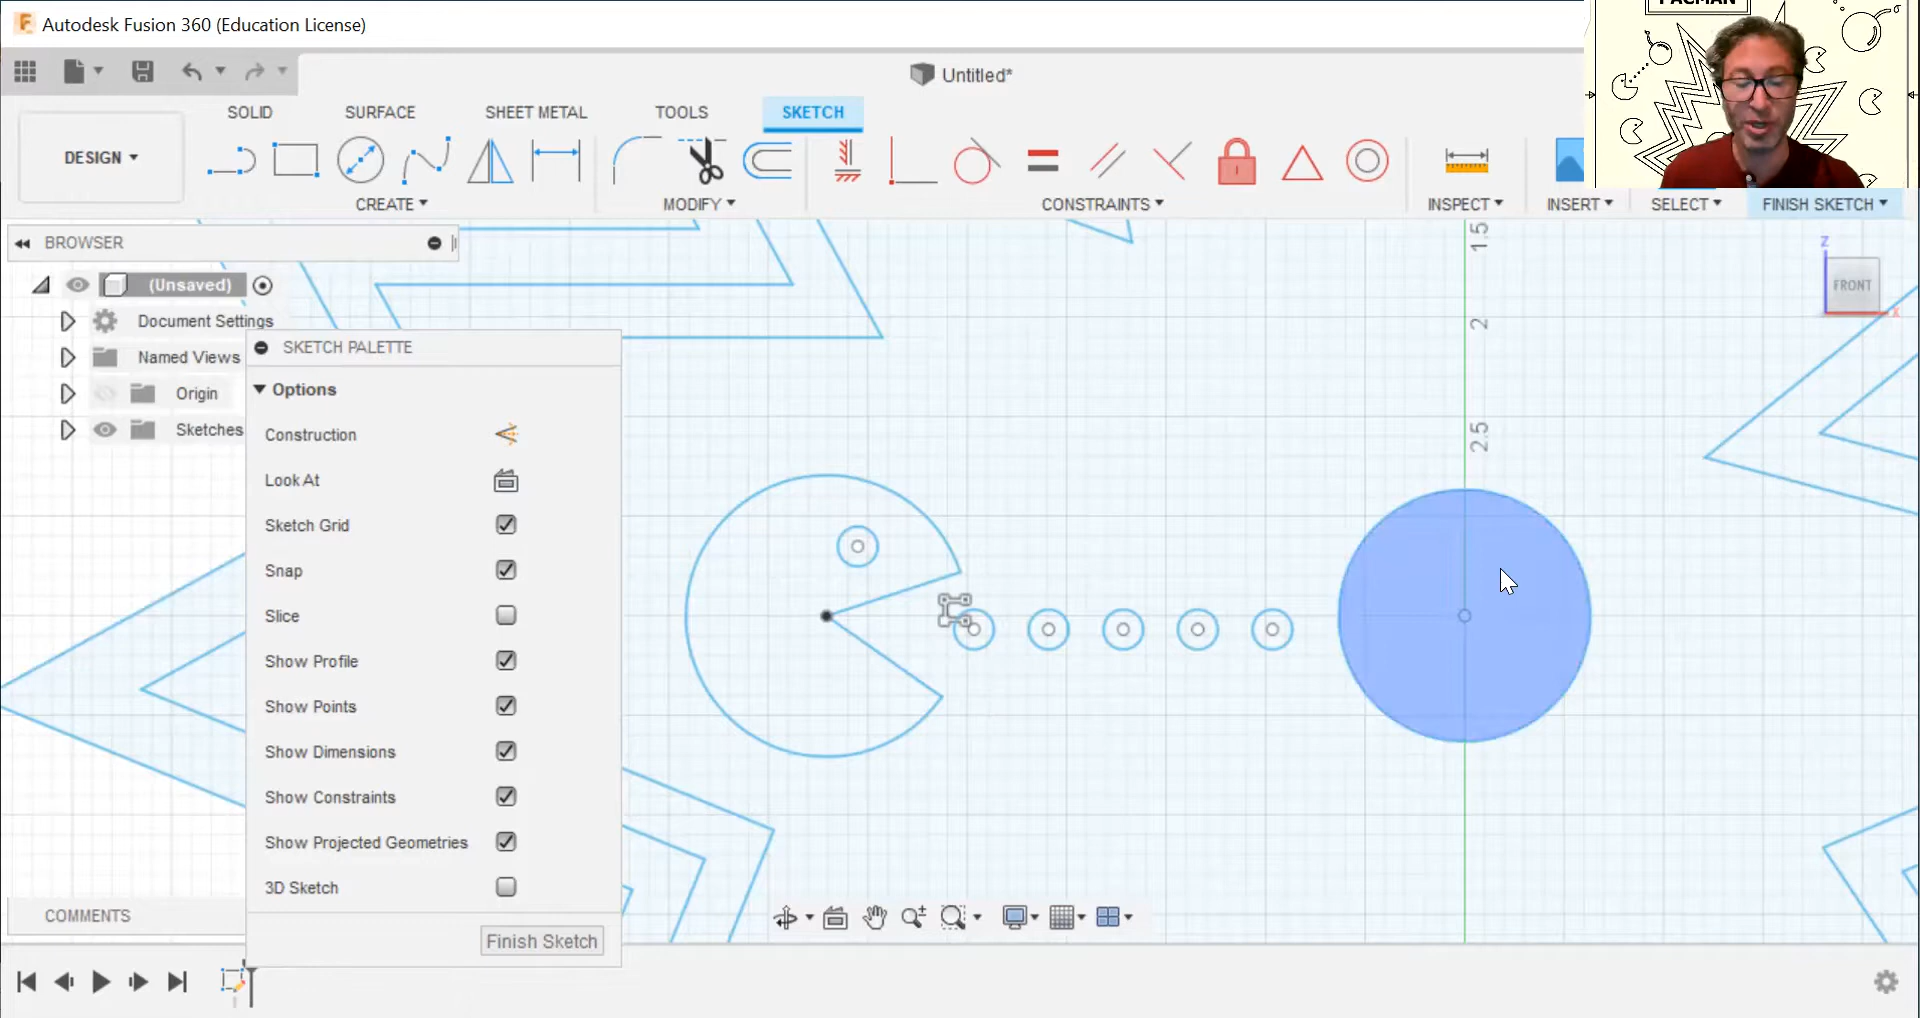 Autodesk Fusion 360 (Education License)
PACMAN
Untitled*
SOLID SURFACE SHEET METAL TOOLS SKETCH
DESIGN
CREATE MODIFY CONSTRAINTS INSPECT INSERT SELECT FINISH SKETCH
BROWSER
(Unsaved)
Document Settings
Named Views
Origin
Sketches
SKETCH PALETTE
Options
Construction
Look At
Sketch Grid
Snap
Slice
Show Profile
Show Points
Show Dimensions
Show Constraints
Show Projected Geometries
3D Sketch
Finish Sketch
COMMENTS
1.5
2
2.5
Z
FRONT
X